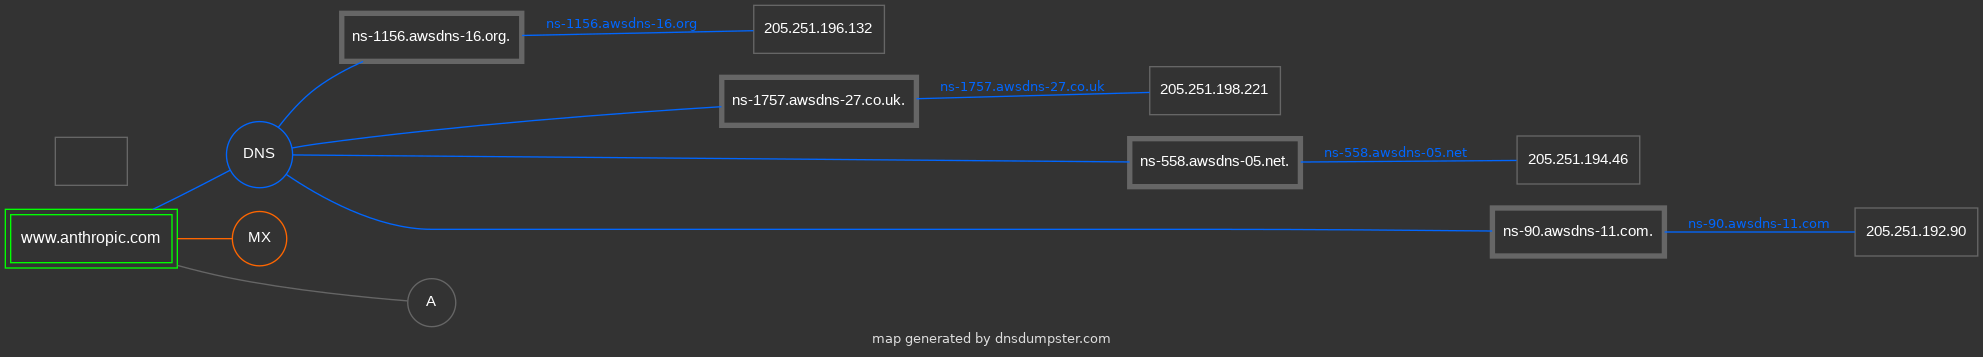 ns-1156.awsdns-16.org.
ns-1156.awsdns-16.org
205.251.196.132
ns-1757.awsdns-27.co.uk.
ns-1757.awsdns-27.co.uk
205.251.198.221
DNS
ns-558.awsdns-05.net.
ns-558.awsdns-05.net
205.251.194.46
www.anthropic.com
MX
ns-90.awsdns-11.com.
ns-90.awsdns-11.com
205.251.192.90
A
map generated by dnsdumpster.com